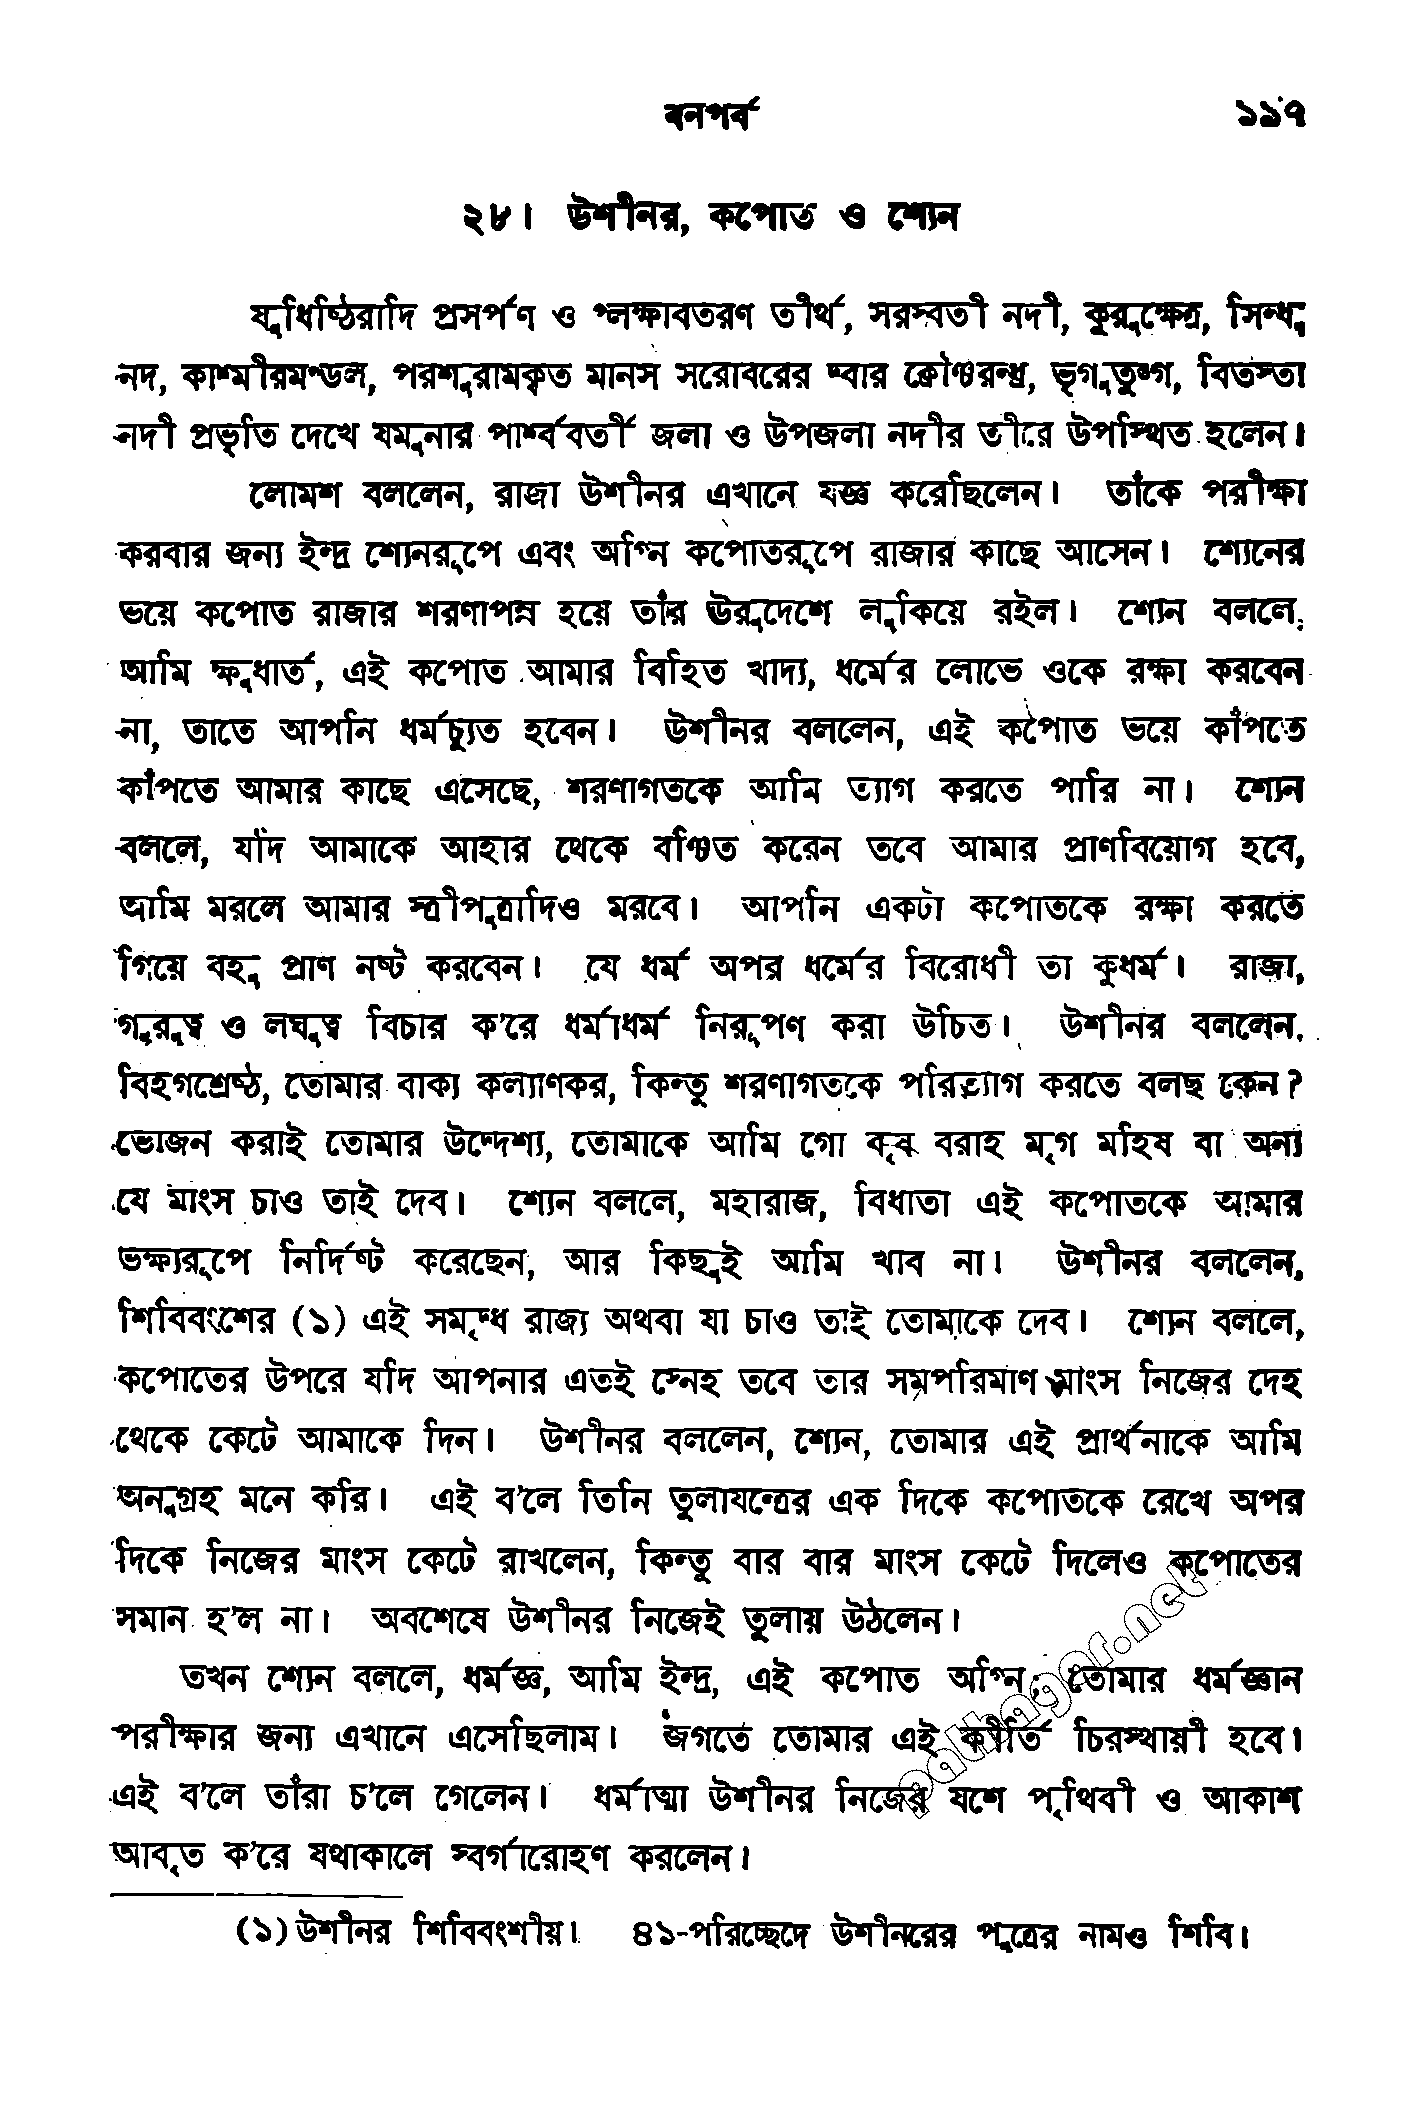 বনপর্ব ১১৭
২৮। উশীনর, কপোত ও শ্যেন
যুধিষ্ঠিরাদি প্রসর্পণ ও প্লক্ষাবতরণ তীর্থ, সরস্বতী নদী, কুরুক্ষেত্র, সিন্ধু
নদ, কাশ্মীরমণ্ডল, পরশুরামকৃত মানস সরোবরের দ্বার ক্রৌঞ্চরন্ধ্র, ভৃগুতুঙ্গ, বিতস্তা
নদী প্রভৃতি দেখে যমুনার পার্শ্ববর্তী জলা ও উপজলা নদীর তীরে উপস্থিত হলেন।
লোমশ বললেন, রাজা উশীনর এখানে যজ্ঞ করেছিলেন। তাঁকে পরীক্ষা
করবার জন্য ইন্দ্র শ্যেনরূপে এবং অগ্নি কপোতরূপে রাজার কাছে আসেন। শ্যেনের
ভয়ে কপোত রাজার শরণাপন্ন হয়ে তাঁর ঊরুদেশে লুকিয়ে রইল। শ্যেন বললে,
আমি ক্ষুধার্ত, এই কপোত আমার বিহিত খাদ্য, ধর্মের লোভে ওকে রক্ষা করবেন
না, তাতে আপনি ধর্মচ্যুত হবেন। উশীনর বললেন, এই কপোত ভয়ে কাঁপতে
কাঁপতে আমার কাছে এসেছে, শরণাগতকে আমি ত্যাগ করতে পারি না। শ্যেন
বললে, যদি আমাকে আহার থেকে বঞ্চিত করেন তবে আমার প্রাণবিয়োগ হবে,
আমি মরলে আমার স্ত্রীপুত্রাদিও মরবে। আপনি একটা কপোতকে রক্ষা করতে
গিয়ে বহু প্রাণ নষ্ট করবেন। যে ধর্ম অপর ধর্মের বিরোধী তা কুধর্ম। রাজা,
গুরুত্ব ও লঘুত্ব বিচার ক'রে ধর্মাধর্ম নিরূপণ করা উচিত। উশীনর বললেন,
বিহগশ্রেষ্ঠ, তোমার বাক্য কল্যাণকর, কিন্তু শরণাগতকে পরিত্যাগ করতে বলছ কেন?
ভোজন করাই তোমার উদ্দেশ্য, তোমাকে আমি গো বৃষ বরাহ মৃগ মহিষ বা অন্য
যে মাংস চাও তাই দেব। শ্যেন বললে, মহারাজ, বিধাতা এই কপোতকে আমার
ভক্ষ্যরূপে নির্দিষ্ট করেছেন, আর কিছুই আমি খাব না। উশীনর বললেন,
শিবিবংশের (১) এই সমৃদ্ধ রাজ্য অথবা যা চাও তাই তোমাকে দেব। শ্যেন বললে,
কপোতের উপরে যদি আপনার এতই স্নেহ তবে তার সমপরিমাণ মাংস নিজের দেহ
থেকে কেটে আমাকে দিন। উশীনর বললেন, শ্যেন, তোমার এই প্রার্থনাকে আমি
অনুগ্রহ মনে করি। এই ব'লে তিনি তুলাযন্ত্রের এক দিকে কপোতকে রেখে অপর
দিকে নিজের মাংস কেটে রাখলেন, কিন্তু বার বার মাংস কেটে দিলেও কপোতের
সমান হ'ল না। অবশেষে উশীনর নিজেই তুলায় উঠলেন।
তখন শ্যেন বললে, ধর্মজ্ঞ, আমি ইন্দ্র, এই কপোত অগ্নি; তোমার ধর্মজ্ঞান
পরীক্ষার জন্য এখানে এসেছিলাম। জগতে তোমার এই কীর্তি চিরস্থায়ী হবে।
এই ব'লে তাঁরা চ'লে গেলেন। ধর্মাত্মা উশীনর নিজের যশে পৃথিবী ও আকাশ
আবৃত ক'রে যথাকালে স্বর্গারোহণ করলেন।
(১) উশীনর শিবিবংশীয়। ৪১-পরিচ্ছেদে উশীনরের পুত্রের নামও শিবি।
pathagar.net